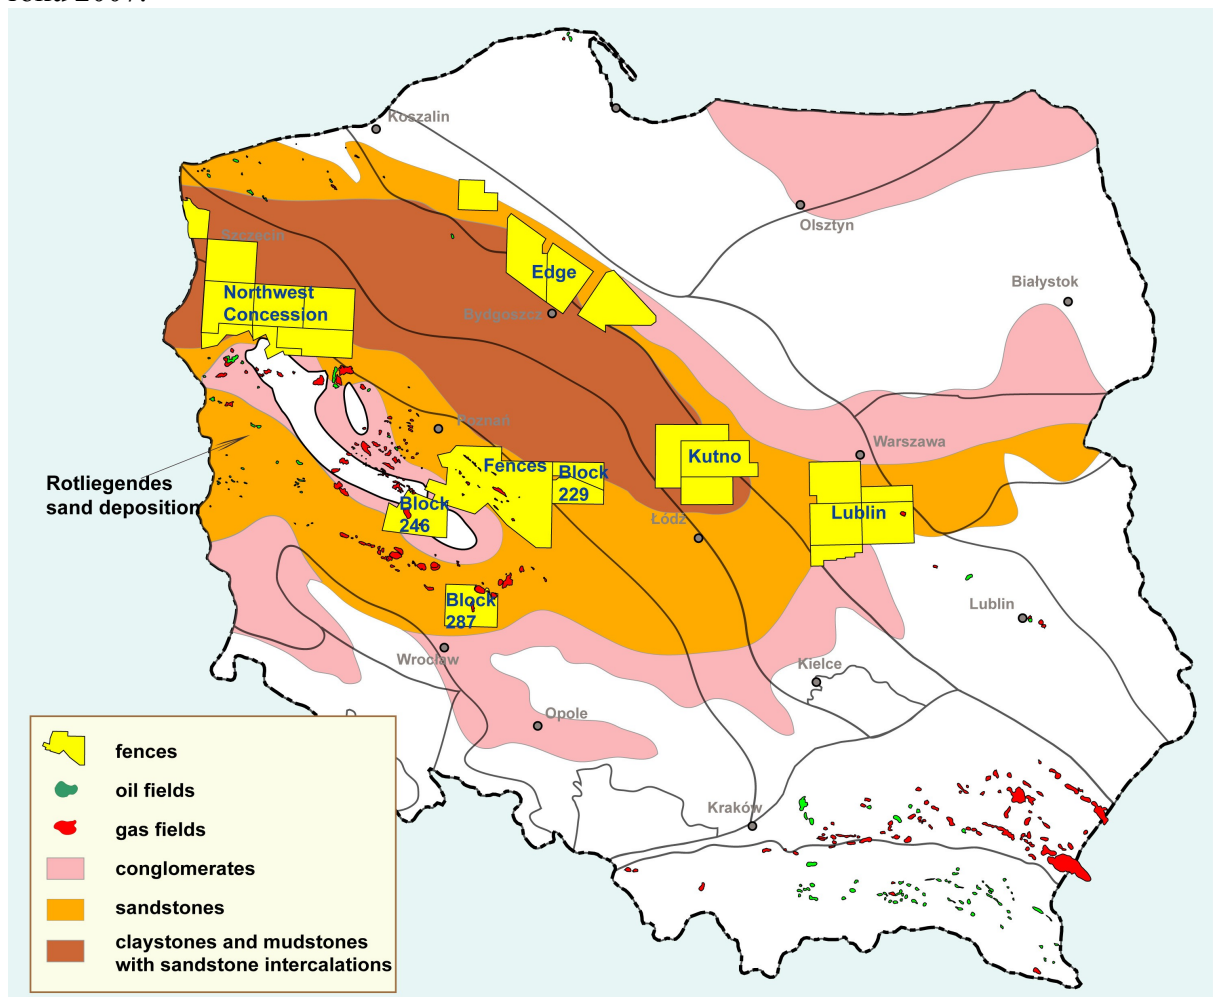 Koszalin
Olsztyn
Szczecin
Edge
Białystok
Northwest
Concession
Bydgoszcz
Poznan
Warszawa
Kutno
Fences
Block
229
Rotliegendes
sand deposition
Block
246
Łódź
Lublin
Block
287
Lublin
Wrocław
Kielce
Opole
Kraków
fences
oil fields
gas fields
conglomerates
sandstones
claystones and mudstones
with sandstone intercalations